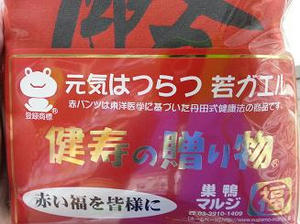 元気はつらつ 若ガエル
登録商標
赤パンツは東洋医学に基づいた丹田式健康法の商品です。
健寿の贈り物®
赤い福を皆様に
巣鴨
マルジ
☎03-3910-1409
福